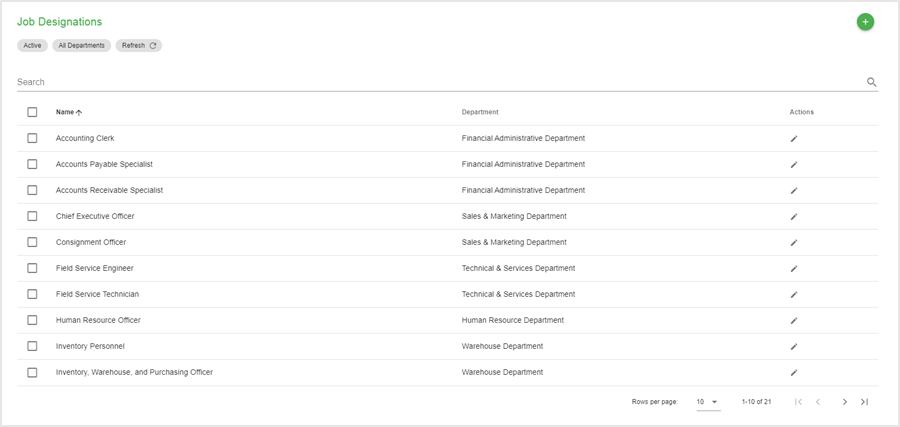 Job Designations
Active All Departments Refresh
Search
Name Department Actions
Accounting Clerk Financial Administrative Department
Accounts Payable Specialist Financial Administrative Department
Accounts Receivable Specialist Financial Administrative Department
Chief Executive Officer Sales & Marketing Department
Consignment Officer Sales & Marketing Department
Field Service Engineer Technical & Services Department
Field Service Technician Technical & Services Department
Human Resource Officer Human Resource Department
Inventory Personnel Warehouse Department
Inventory, Warehouse, and Purchasing Officer Warehouse Department
Rows per page: 10 1-10 of 21